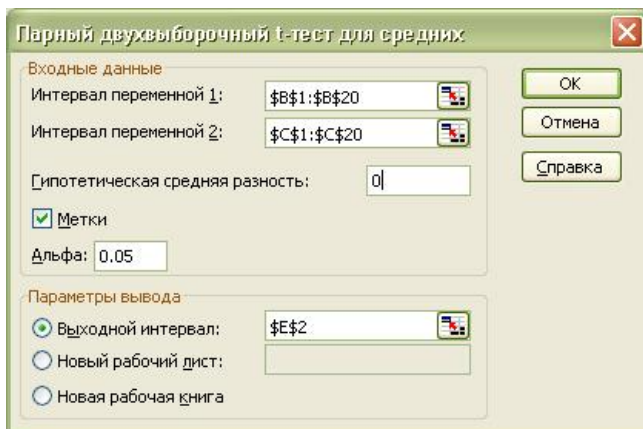 Парный двухвыборочный t-тест для средних
Входные данные
Интервал переменной 1: $B$1:$B$20
Интервал переменной 2: $C$1:$C$20
Гипотетическая средняя разность: 0
Метки
Альфа: 0.05
OK
Отмена
Справка
Параметры вывода
Выходной интервал: $E$2
Новый рабочий лист:
Новая рабочая книга